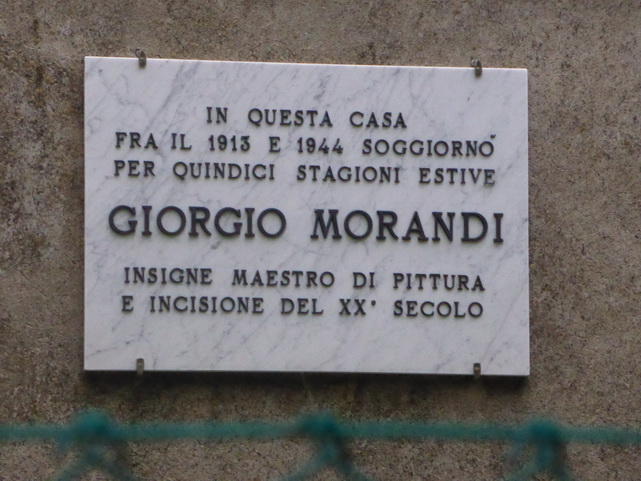 IN QUESTA CASA
FRA IL 1913 E 1944 SOGGIORNO'
PER QUINDICI STAGIONI ESTIVE
GIORGIO MORANDI
INSIGNE MAESTRO DI PITTURA
E INCISIONE DEL XX° SECOLO